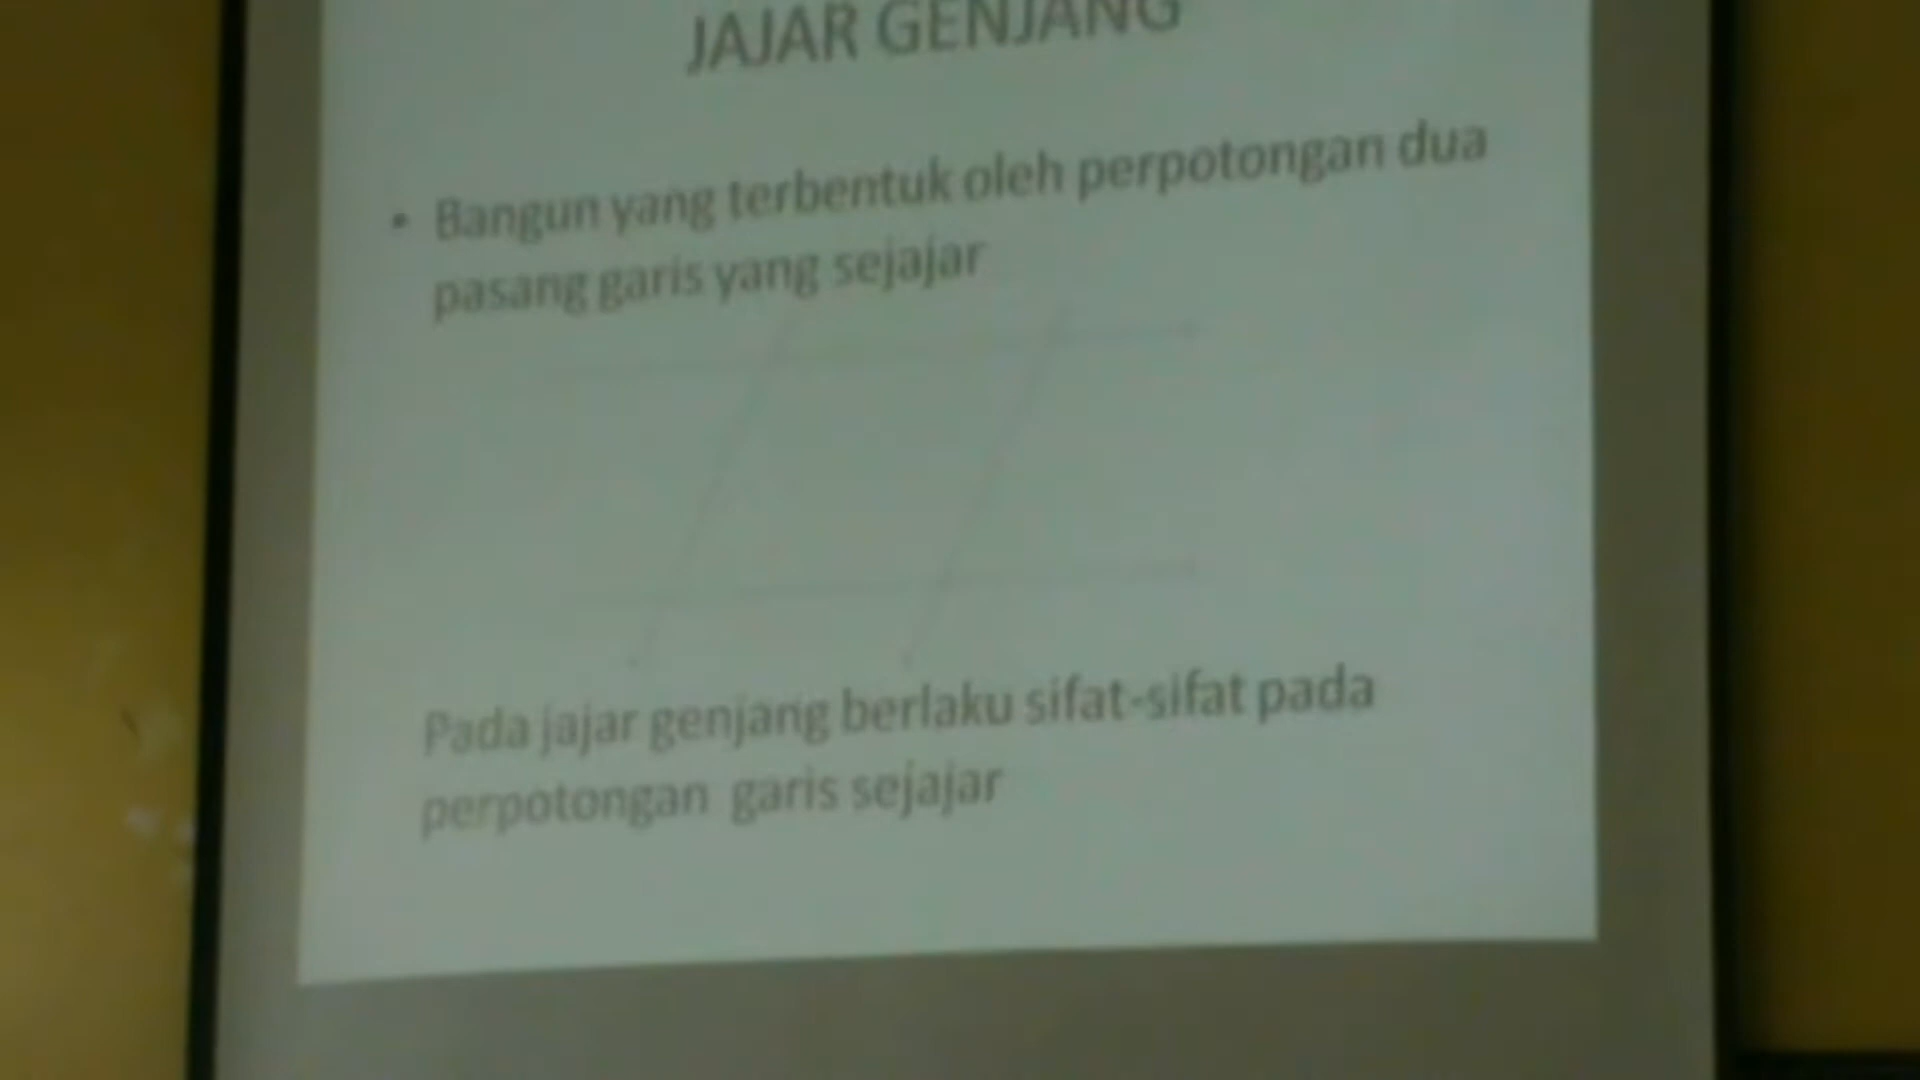 JAJAR GENJANG
• Bangun yang terbentuk oleh perpotongan dua
pasang garis yang sejajar
Pada jajar genjang berlaku sifat-sifat pada
perpotongan garis sejajar